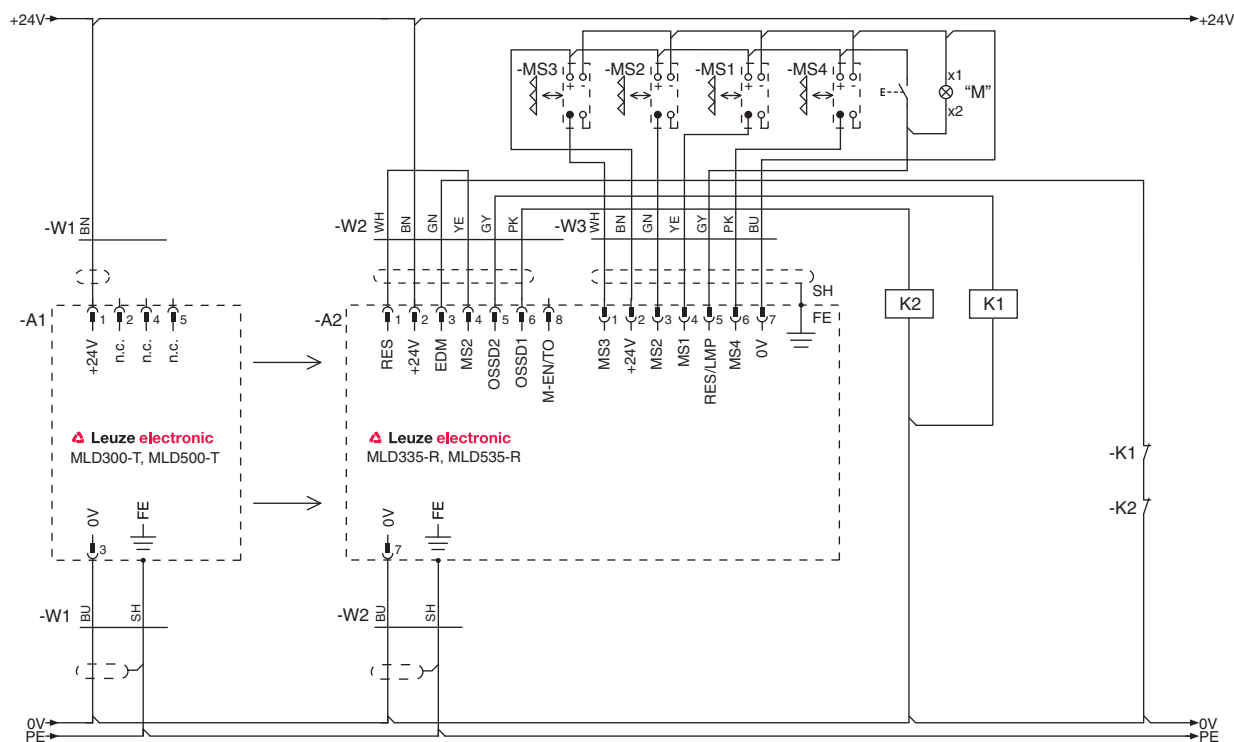 +24V
+24V
-MS3
-MS2
-MS1
-MS4
+ -
+ -
+ -
+ -
E
x1
"M"
x2
-W1
BN
-W2
WH
BN
GN
YE
GY
PK
-W3
WH
BN
GN
YE
GY
PK
BU
SH
FE
K2
K1
-A1
1
2
4
5
+24V
n.c.
n.c.
n.c.
-A2
1
2
3
4
5
6
8
RES
+24V
EDM
MS2
OSSD2
OSSD1
M-EN/TO
1
2
3
4
5
6
7
MS3
+24V
MS2
MS1
RES/LMP
MS4
0V
Leuze electronic
MLD300-T, MLD500-T
Leuze electronic
MLD335-R, MLD535-R
-K1
-K2
0V
FE
3
0V
FE
7
-W1
BU
SH
-W2
BU
SH
0V
PE
0V
PE